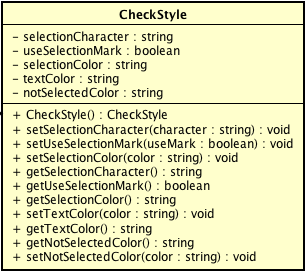 CheckStyle
- selectionCharacter : string
- useSelectionMark : boolean
- selectionColor : string
- textColor : string
- notSelectedColor : string
+ CheckStyle() : CheckStyle
+ setSelectionCharacter(character : string) : void
+ setUseSelectionMark(useMark : boolean) : void
+ setSelectionColor(color : string) : void
+ getSelectionCharacter() : string
+ getUseSelectionMark() : boolean
+ getSelectionColor() : string
+ setTextColor(color : string) : void
+ getTextColor() : string
+ getNotSelectedColor() : string
+ setNotSelectedColor(color : string) : void